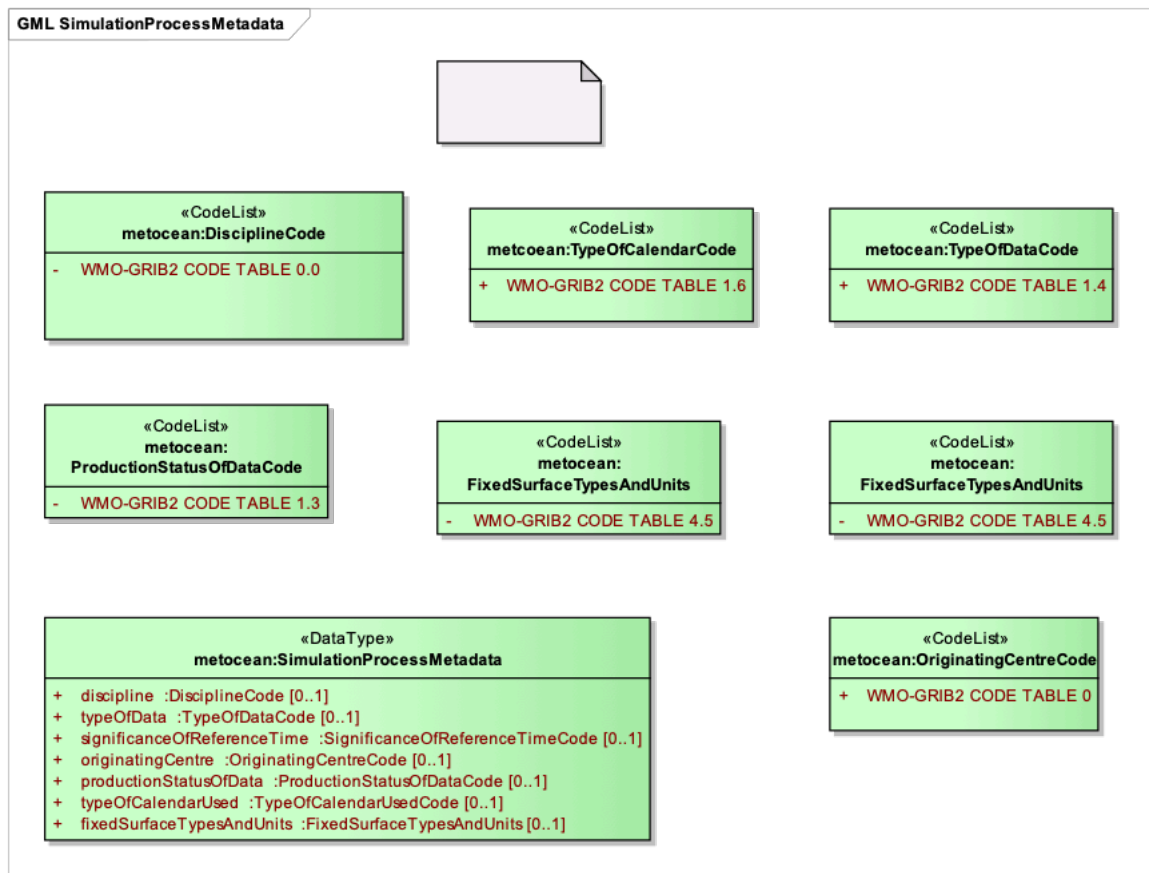 GML SimulationProcessMetadata
«CodeList»
metocean:DisciplineCode
- WMO-GRIB2 CODE TABLE 0.0
«CodeList»
metcoean:TypeOfCalendarCode
+ WMO-GRIB2 CODE TABLE 1.6
«CodeList»
metocean:TypeOfDataCode
+ WMO-GRIB2 CODE TABLE 1.4
«CodeList»
metocean:
ProductionStatusOfDataCode
- WMO-GRIB2 CODE TABLE 1.3
«CodeList»
metocean:
FixedSurfaceTypesAndUnits
- WMO-GRIB2 CODE TABLE 4.5
«CodeList»
metocean:
FixedSurfaceTypesAndUnits
- WMO-GRIB2 CODE TABLE 4.5
«DataType»
metocean:SimulationProcessMetadata
+ discipline :DisciplineCode [0..1]
+ typeOfData :TypeOfDataCode [0..1]
+ significanceOfReferenceTime :SignificanceOfReferenceTimeCode [0..1]
+ originatingCentre :OriginatingCentreCode [0..1]
+ productionStatusOfData :ProductionStatusOfDataCode [0..1]
+ typeOfCalendarUsed :TypeOfCalendarUsedCode [0..1]
+ fixedSurfaceTypesAndUnits :FixedSurfaceTypesAndUnits [0..1]
«CodeList»
metocean:OriginatingCentreCode
+ WMO-GRIB2 CODE TABLE 0